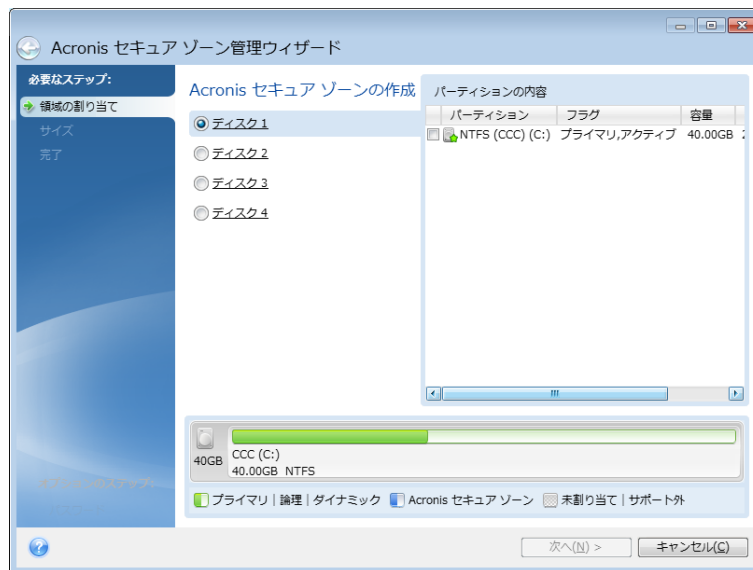 Acronis セキュア ゾーン管理ウィザード
必要なステップ:
領域の割り当て
サイズ
完了
Acronis セキュア ゾーンの作成
ディスク 1
ディスク 2
ディスク 3
ディスク 4
パーティションの内容
パーティション フラグ 容量
NTFS (CCC) (C:) プライマリ,アクティブ 40.00GB
40GB
CCC (C:)
40.00GB NTFS
プライマリ | 論理 | ダイナミック Acronis セキュア ゾーン 未割り当て | サポート外
次へ(N) > キャンセル(C)